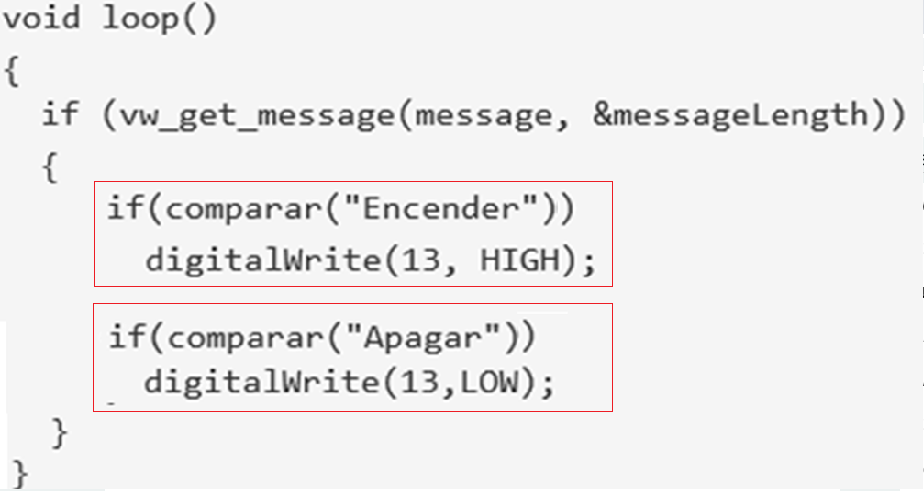 void loop()
{
if (vw_get_message(message, &messageLength))
{
if(comparar("Encender"))
digitalWrite(13, HIGH);
if(comparar("Apagar"))
digitalWrite(13,LOW);
}
}